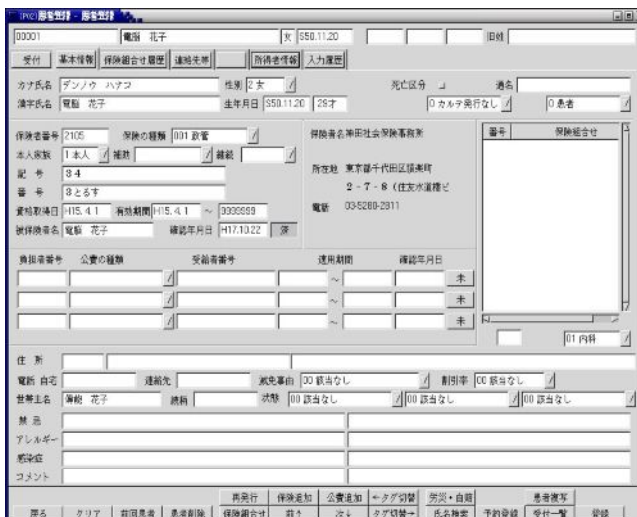 (P02)患者登録 - 患者登録
00001 電脳 花子 女 S50.11.20 旧姓
受付 基本情報 保険組合せ履歴 連絡先等 所得者情報 入力履歴
カナ氏名 デンノウ ハナコ 性別 2 女 死亡区分 通名
漢字氏名 電脳 花子 生年月日 S50.11.20 29才 0 カルテ発行なし 0 患者
保険者番号 2105 保険の種類 001 政管 保険者名 神田社会保険事務所 番号 保険組合せ
本人家族 1 本人 補助 継続
記 号 34 所在地 東京都千代田区猿楽町
番 号 3とるす 2-7-8 (住友水道橋ビ
資格取得日 H15. 4. 1 有効期間 H15. 4. 1 ～ 9999999 電話 03-5280-2811
被保険者名 電脳 花子 確認年月日 H17.10.22 済
負担者番号 公費の種類 受給者番号 適用期間 確認年月日
～ 未
～ 未
～ 未
01 内科
住 所
電話 自宅 連絡先 減免事由 00 該当なし 割引率 00 該当なし
世帯主名 電脳 花子 続柄 状態 00 該当なし 00 該当なし 00 該当なし
禁 忌
アレルギー
感染症
コメント
再発行 保険追加 公費追加 ←タグ切替 労災・自賠 患者複写
戻る クリア 前回患者 患者削除 保険組合せ 前↑ 次↓ タグ切替→ 氏名検索 予約登録 受付一覧 登録